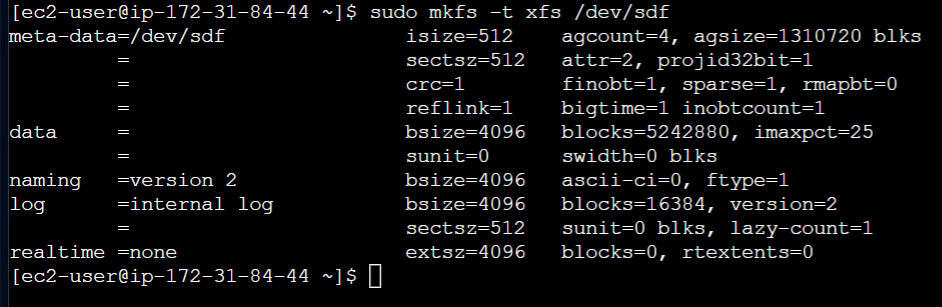 [ec2-user@ip-172-31-84-44 ~]$ sudo mkfs -t xfs /dev/sdf
meta-data=/dev/sdf               isize=512    agcount=4, agsize=1310720 blks
         =                       sectsz=512   attr=2, projid32bit=1
         =                       crc=1        finobt=1, sparse=1, rmapbt=0
         =                       reflink=1    bigtime=1 inobtcount=1
data     =                       bsize=4096   blocks=5242880, imaxpct=25
         =                       sunit=0      swidth=0 blks
naming   =version 2              bsize=4096   ascii-ci=0, ftype=1
log      =internal log           bsize=4096   blocks=16384, version=2
         =                       sectsz=512   sunit=0 blks, lazy-count=1
realtime =none                   extsz=4096   blocks=0, rtextents=0
[ec2-user@ip-172-31-84-44 ~]$